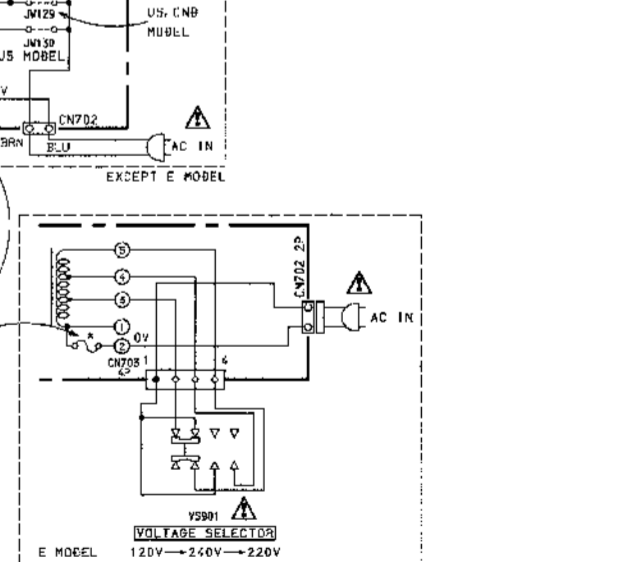 JW129
US, CND
MODEL
JW130
US MODEL
V
CN702
BRN
BLU
AC IN
EXCEPT E MODEL
CN702 2P
5
4
3
1
2
0V
*
AC IN
CN703
4P
1
4
VS901
VOLTAGE SELECTOR
E MODEL
120V→240V→220V